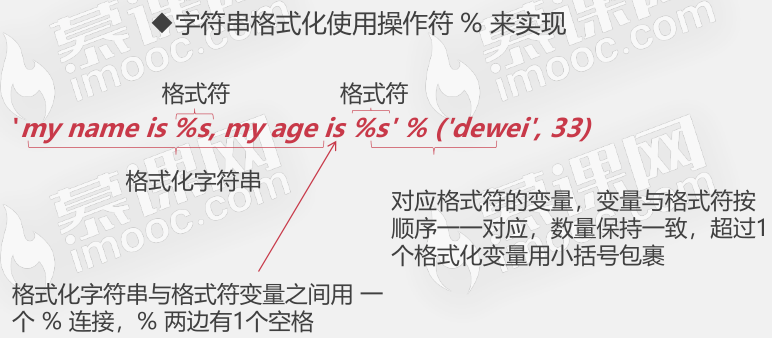 ◆字符串格式化使用操作符 % 来实现
格式符 格式符
'my name is %s, my age is %s' % ('dewei', 33)
格式化字符串
对应格式符的变量，变量与格式符按
顺序一一对应，数量保持一致，超过1
个格式化变量用小括号包裹
格式化字符串与格式符变量之间用 一
个 % 连接，% 两边有1个空格
慕课网
imooc.com
慕课网
imooc.com
慕课网
imooc.com
慕课网
imooc.com